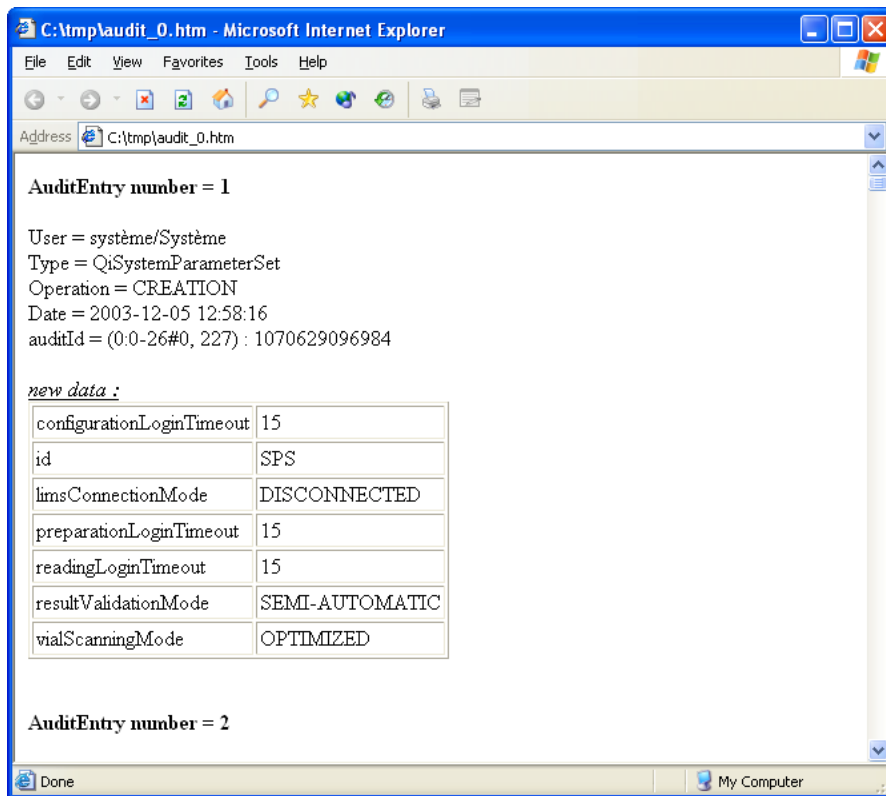 C:\tmp\audit_0.htm - Microsoft Internet Explorer
File Edit View Favorites Tools Help
Address C:\tmp\audit_0.htm
AuditEntry number = 1
User = système/Système
Type = QiSystemParameterSet
Operation = CREATION
Date = 2003-12-05 12:58:16
auditId = (0:0-26#0, 227) : 1070629096984
new data :
configurationLoginTimeout 15
id SPS
limsConnectionMode DISCONNECTED
preparationLoginTimeout 15
readingLoginTimeout 15
resultValidationMode SEMI-AUTOMATIC
vialScanningMode OPTIMIZED
AuditEntry number = 2
Done My Computer